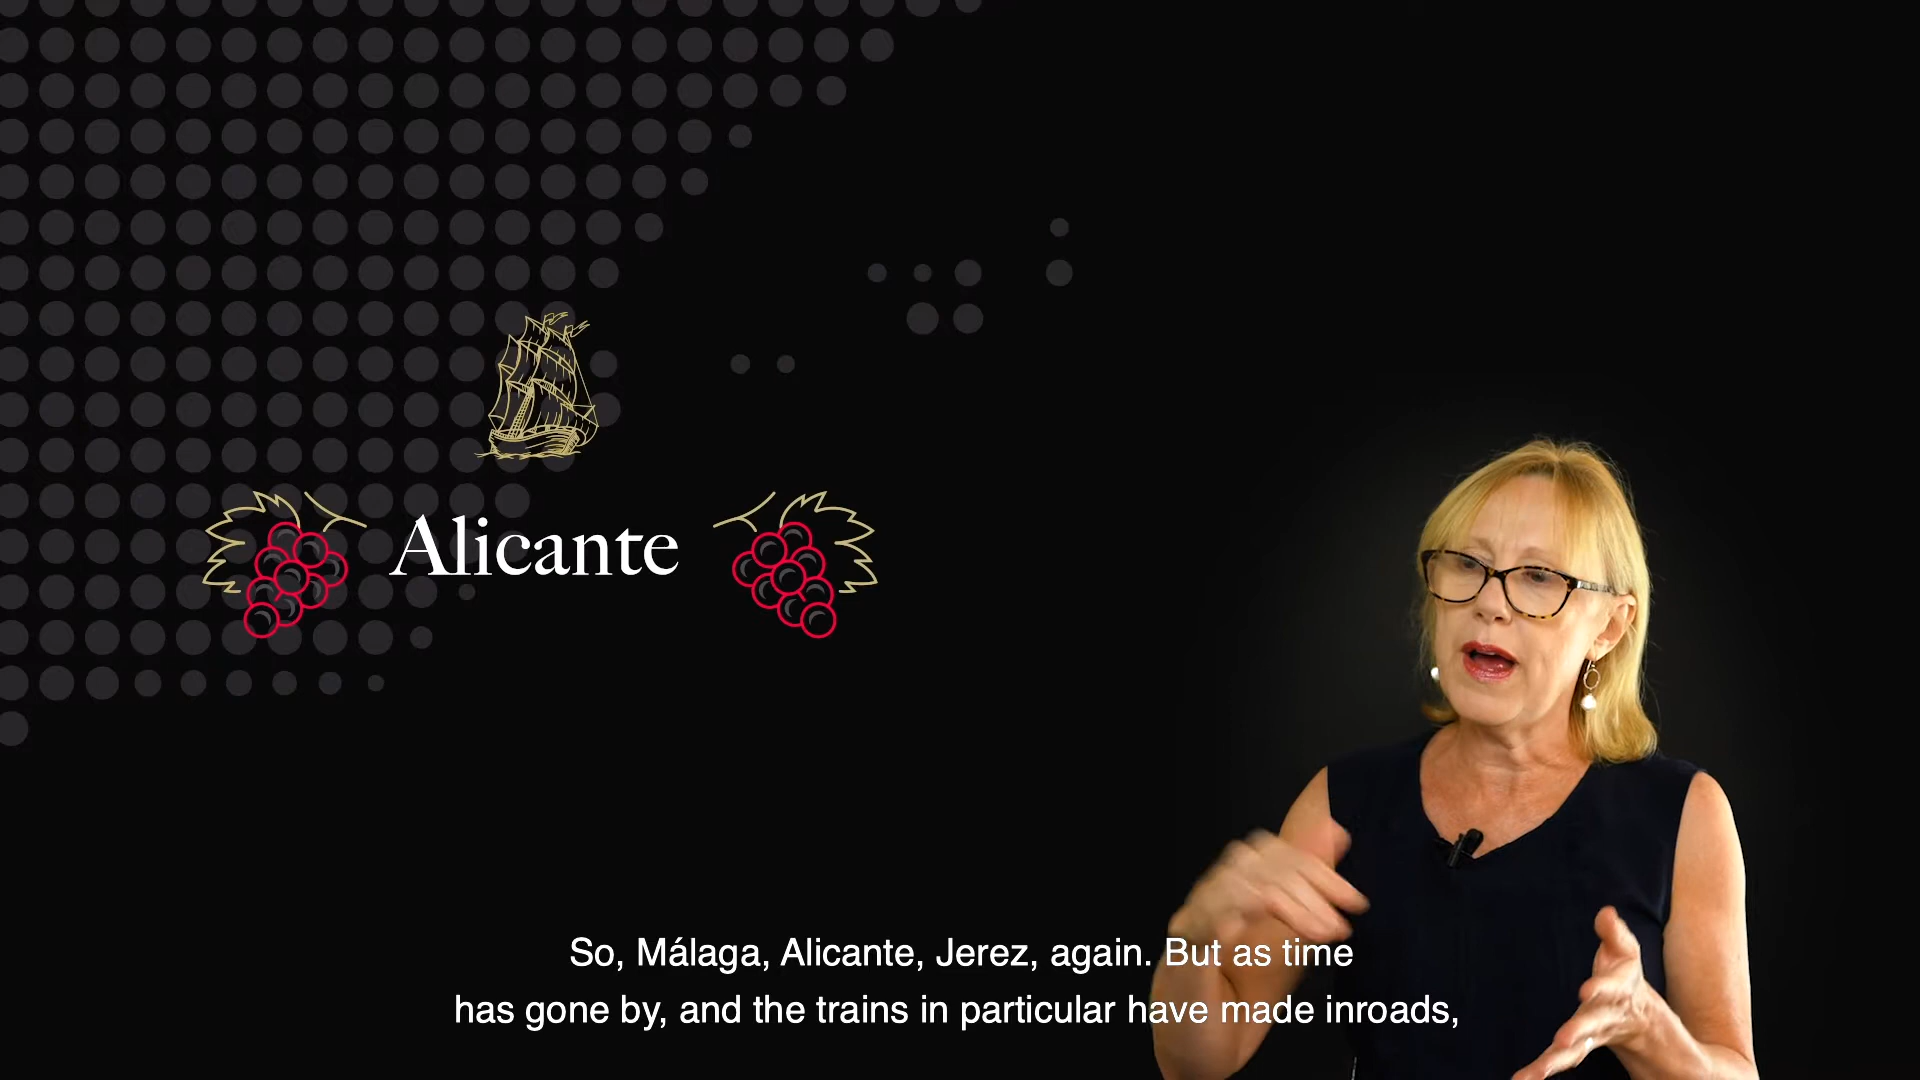 Alicante
So, Málaga, Alicante, Jerez, again. But as time
has gone by, and the trains in particular have made inroads,